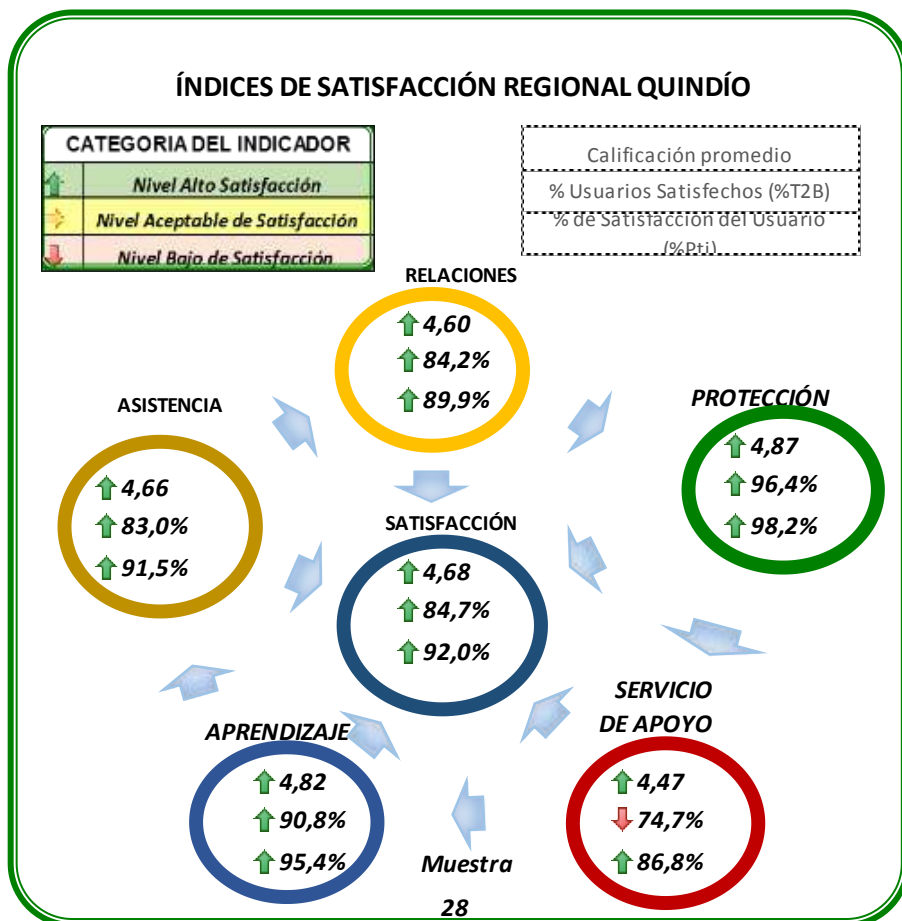 ÍNDICES DE SATISFACCIÓN REGIONAL QUINDÍO
CATEGORIA DEL INDICADOR
Nivel Alto Satisfacción
Nivel Aceptable de Satisfacción
Nivel Bajo de Satisfacción
Calificación promedio
% Usuarios Satisfechos (%T2B)
% de Satisfacción del Usuario
(%Pti)
RELACIONES
4,60
84,2%
89,9%
ASISTENCIA
4,66
83,0%
91,5%
PROTECCIÓN
4,87
96,4%
98,2%
SATISFACCIÓN
4,68
84,7%
92,0%
APRENDIZAJE
4,82
90,8%
95,4%
SERVICIO
DE APOYO
4,47
74,7%
86,8%
Muestra
28